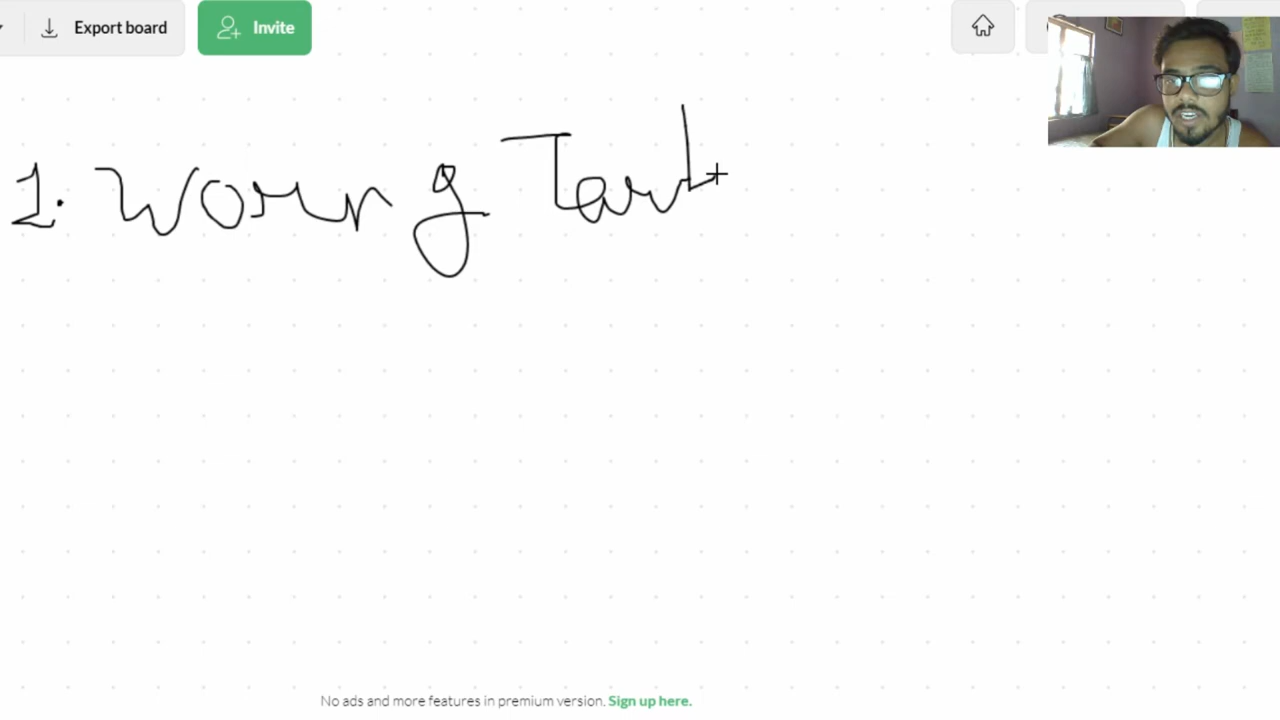 Export board
Invite
1. Worng Tart
No ads and more features in premium version. Sign up here.